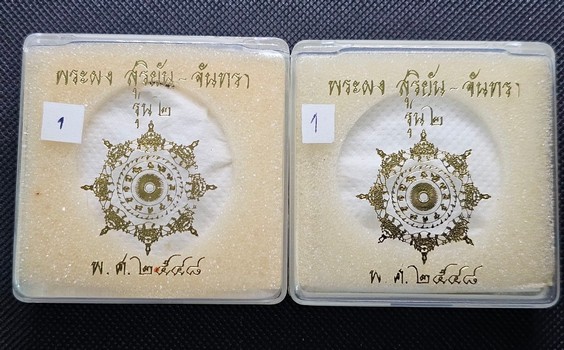 พระผง สุริยัน - จันทรา
รุ่น ๒
1
พ.ศ. ๒๕๔๘
พระผง สุริยัน - จันทรา
รุ่น ๒
1
พ.ศ. ๒๕๔๘